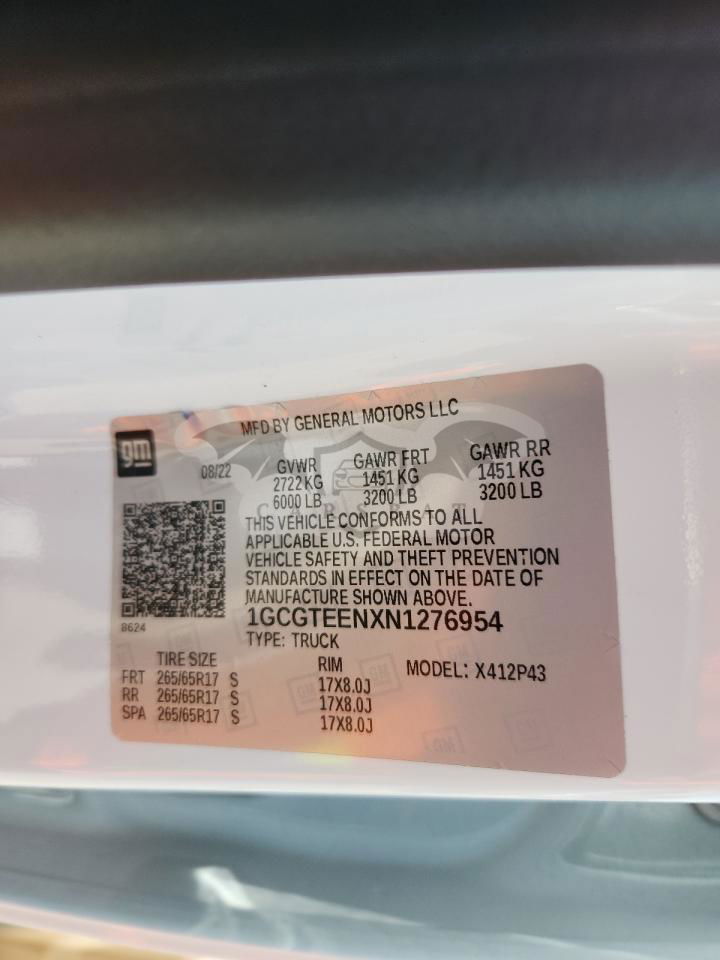 MFD BY GENERAL MOTORS LLC
gm
08/22 GVWR GAWR FRT GAWR RR
2722 KG 1451 KG 1451 KG
6000 LB 3200 LB 3200 LB
THIS VEHICLE CONFORMS TO ALL
APPLICABLE U.S. FEDERAL MOTOR
VEHICLE SAFETY AND THEFT PREVENTION
STANDARDS IN EFFECT ON THE DATE OF
MANUFACTURE SHOWN ABOVE.
8624
1GCGTEENXN1276954
TYPE: TRUCK
TIRE SIZE RIM MODEL: X412P43
FRT 265/65R17 S 17X8.0J
RR 265/65R17 S 17X8.0J
SPA 265/65R17 S 17X8.0J